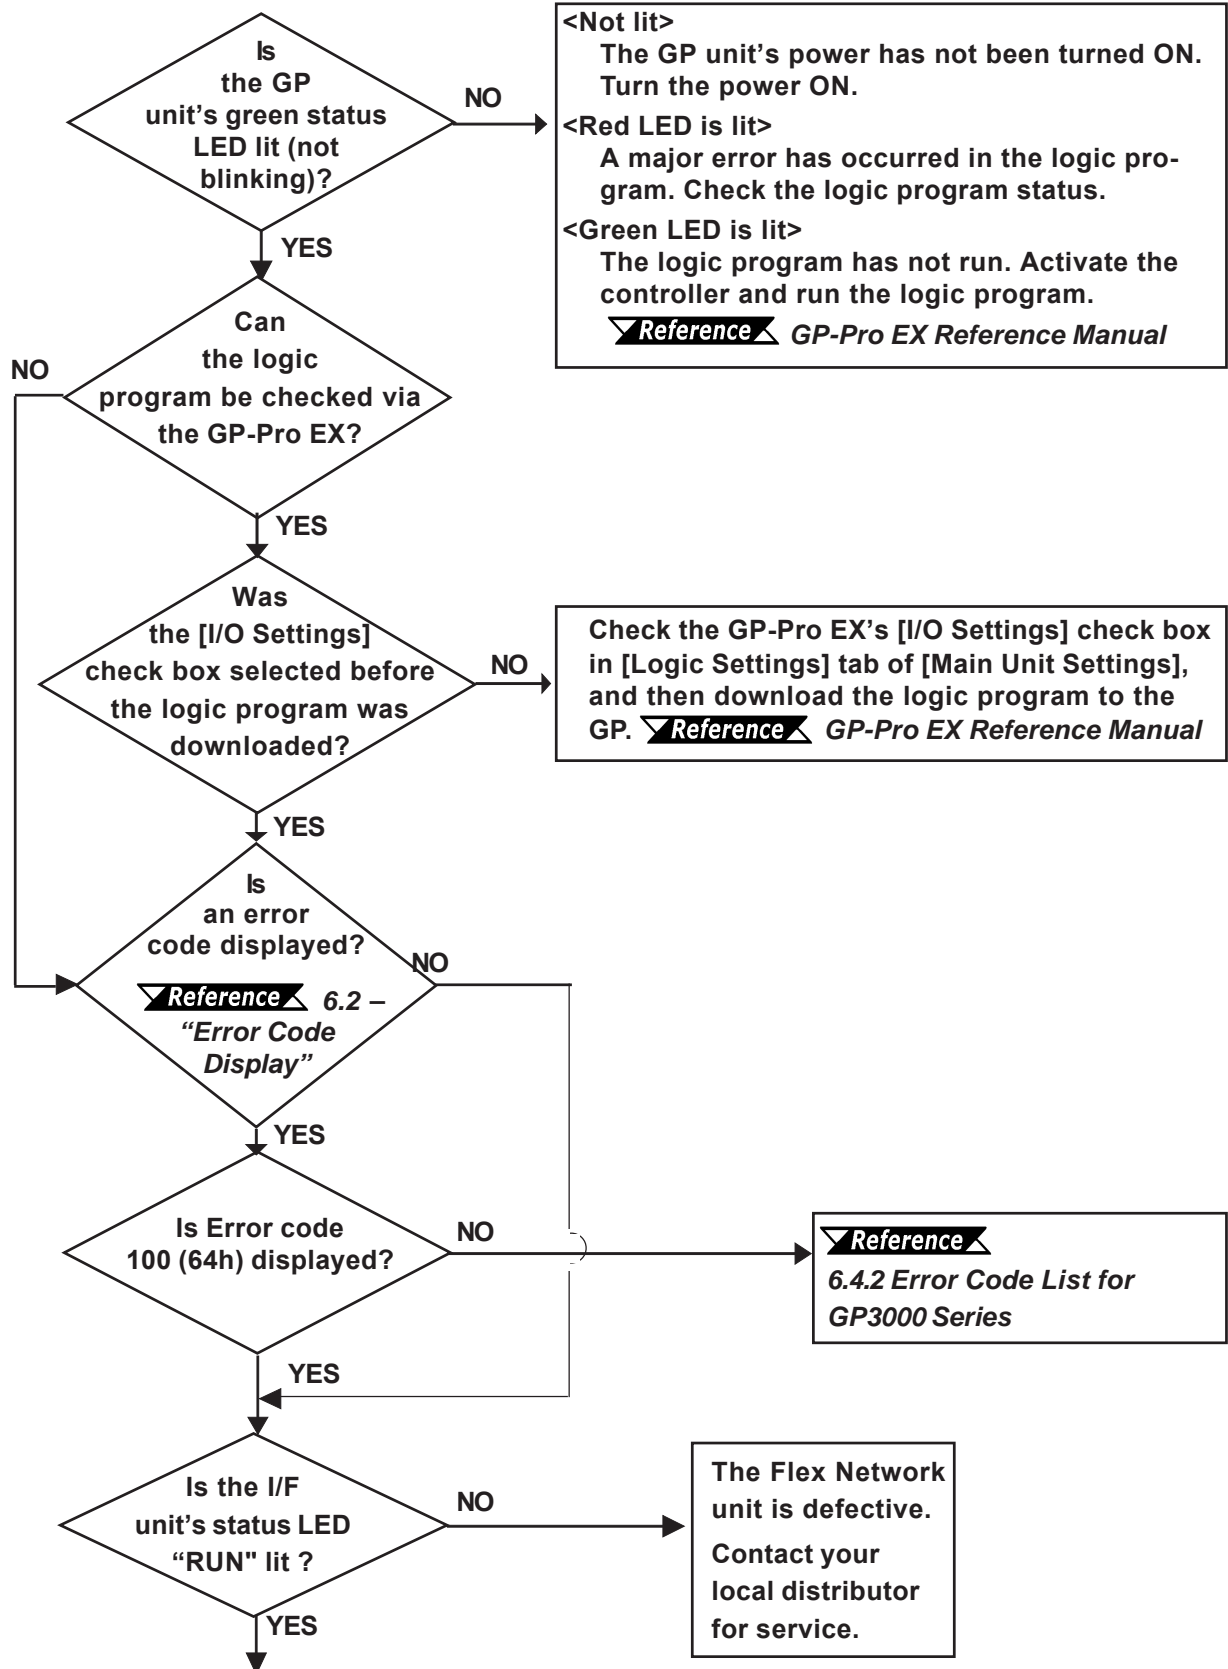 Is
the GP
unit's green status
LED lit (not
blinking)?
NO
YES
<Not lit>
The GP unit's power has not been turned ON.
Turn the power ON.
<Red LED is lit>
A major error has occurred in the logic pro-
gram. Check the logic program status.
<Green LED is lit>
The logic program has not run. Activate the
controller and run the logic program.
Reference GP-Pro EX Reference Manual
Can
the logic
program be checked via
the GP-Pro EX?
NO
YES
Was
the [I/O Settings]
check box selected before
the logic program was
downloaded?
NO
YES
Check the GP-Pro EX's [I/O Settings] check box
in [Logic Settings] tab of [Main Unit Settings],
and then download the logic program to the
GP. Reference GP-Pro EX Reference Manual
Is
an error
code displayed?
Reference 6.2 –
“Error Code
Display”
NO
YES
Is Error code
100 (64h) displayed?
NO
YES
Reference
6.4.2 Error Code List for
GP3000 Series
Is the I/F
unit's status LED
“RUN" lit ?
NO
YES
The Flex Network
unit is defective.
Contact your
local distributor
for service.